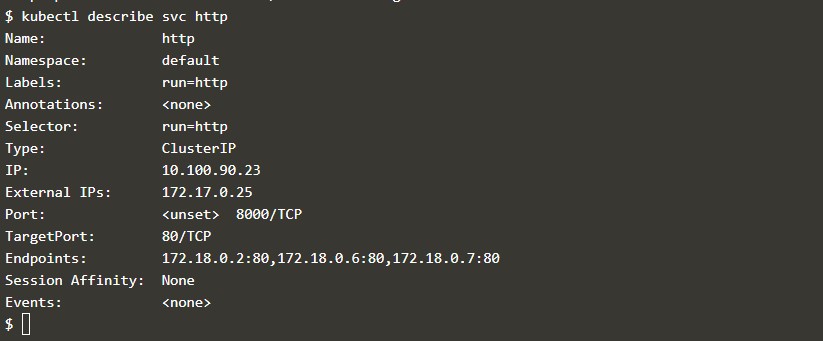 $ kubectl describe svc http
Name: http
Namespace: default
Labels: run=http
Annotations: <none>
Selector: run=http
Type: ClusterIP
IP: 10.100.90.23
External IPs: 172.17.0.25
Port: <unset> 8000/TCP
TargetPort: 80/TCP
Endpoints: 172.18.0.2:80,172.18.0.6:80,172.18.0.7:80
Session Affinity: None
Events: <none>
$